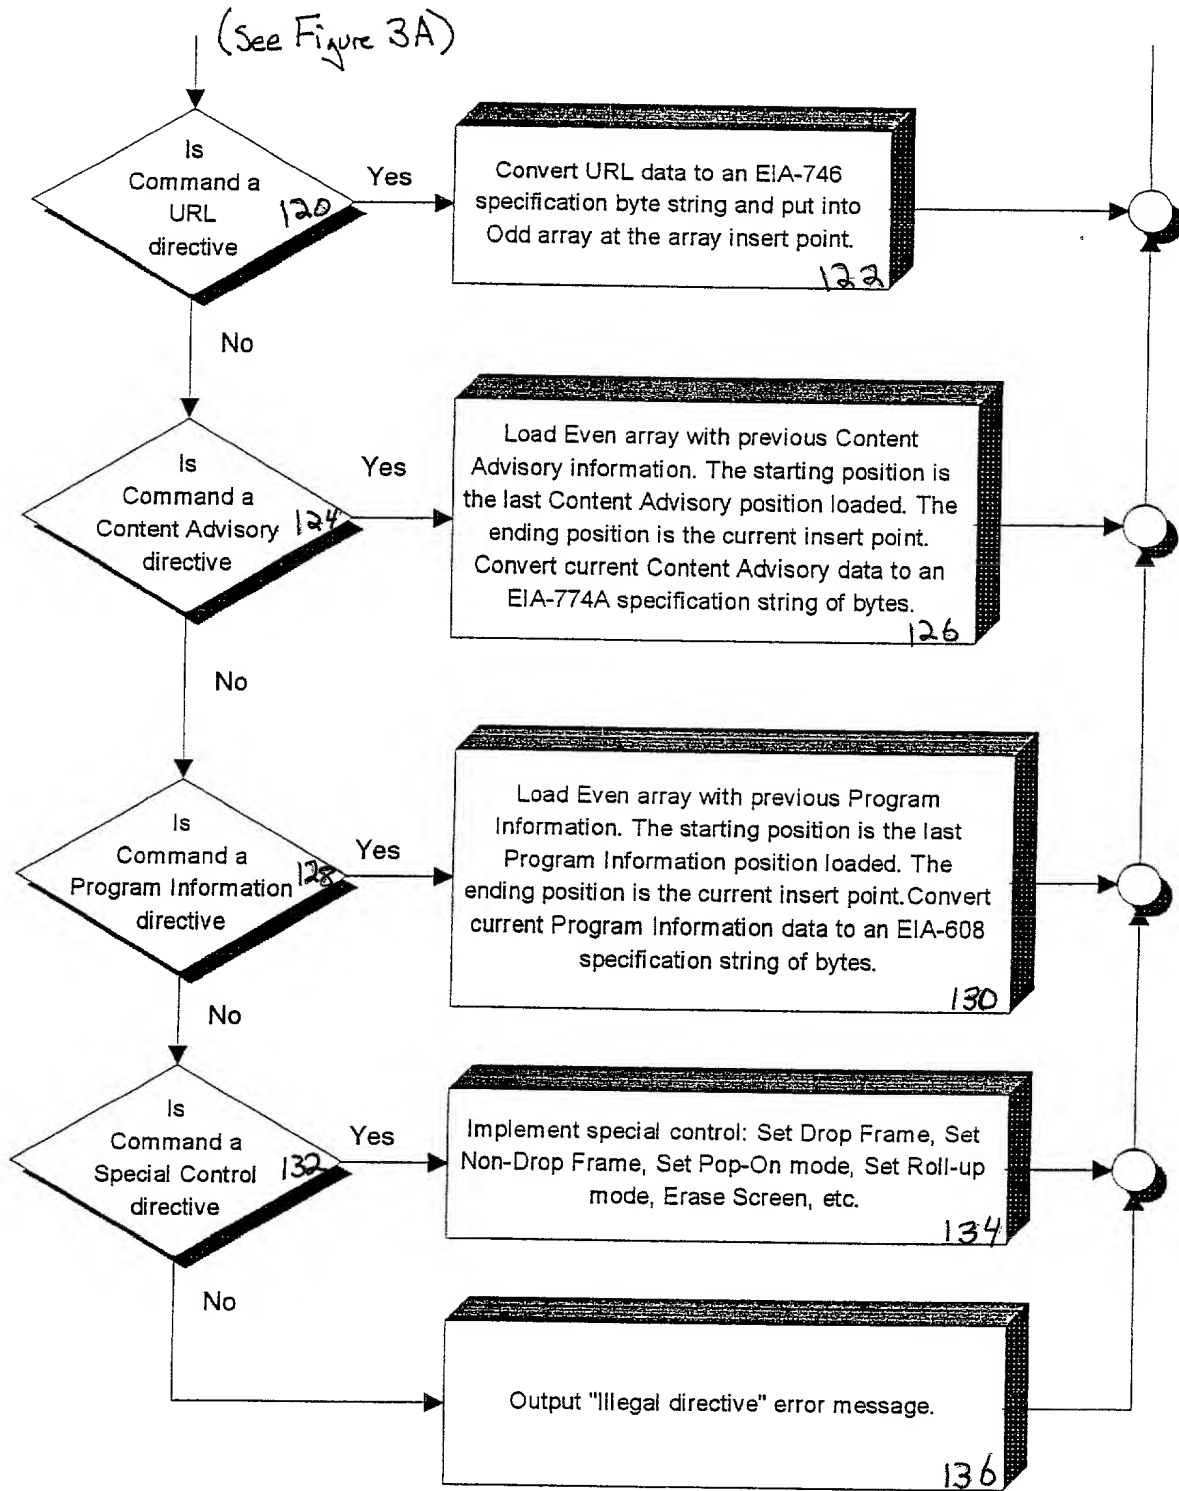 (See Figure 3A)
Is
Command a
URL
directive
120
Yes
Convert URL data to an EIA-746
specification byte string and put into
Odd array at the array insert point.
122
No
Is
Command a
Content Advisory
directive
124
Yes
Load Even array with previous Content
Advisory information. The starting position is
the last Content Advisory position loaded. The
ending position is the current insert point.
Convert current Content Advisory data to an
EIA-774A specification string of bytes.
126
No
Is
Command a
Program Information
directive
128
Yes
Load Even array with previous Program
Information. The starting position is the last
Program Information position loaded. The
ending position is the current insert point.Convert
current Program Information data to an EIA-608
specification string of bytes.
130
No
Is
Command a
Special Control
directive
132
Yes
Implement special control: Set Drop Frame, Set
Non-Drop Frame, Set Pop-On mode, Set Roll-up
mode, Erase Screen, etc.
134
No
Output "Illegal directive" error message.
136